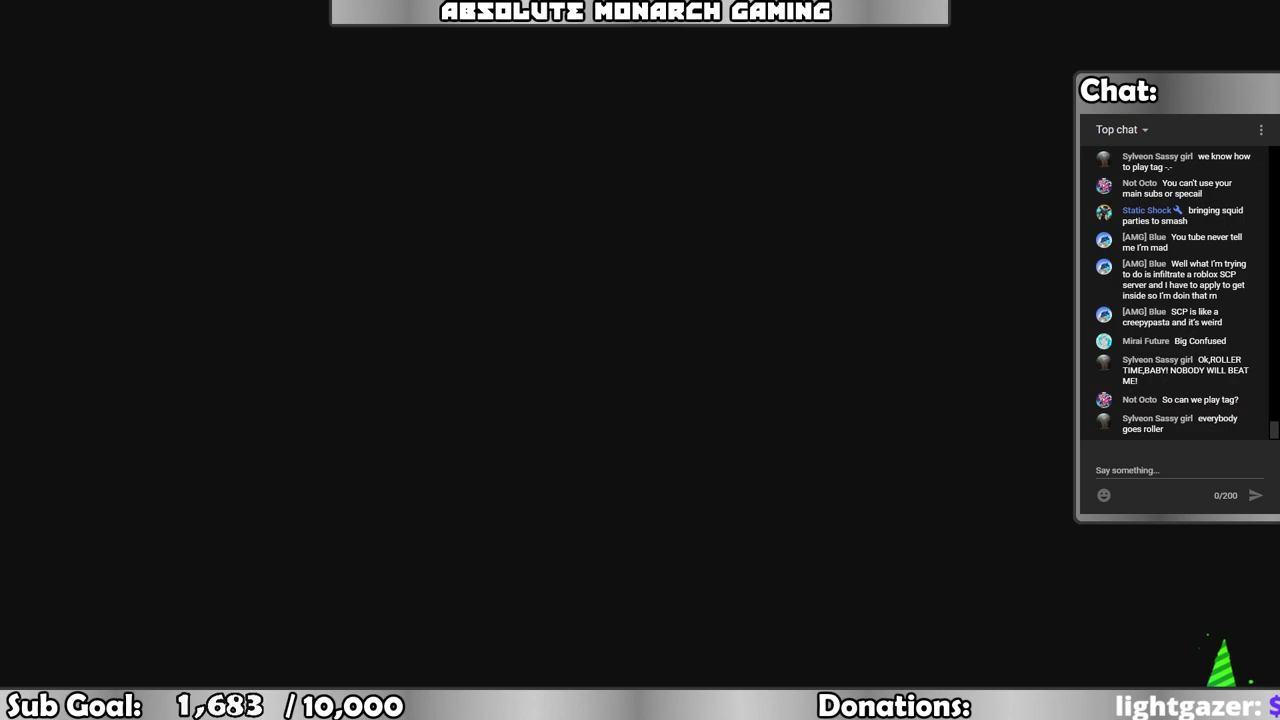 ABSOLUTE MONARCH GAMING
Chat:
Top chat
Sylveon Sassy girl we know how
to play tag -.-
Not Octo You can't use your
main subs or specail
Static Shock bringing squid
parties to smash
[AMG] Blue You tube never tell
me I'm mad
[AMG] Blue Well what I'm trying
to do is infiltrate a roblox SCP
server and I have to apply to get
inside so I'm doin that rn
[AMG] Blue SCP is like a
creepypasta and it's weird
Mirai Future Big Confused
Sylveon Sassy girl Ok,ROLLER
TIME,BABY! NOBODY WILL BEAT
ME!
Not Octo So can we play tag?
Sylveon Sassy girl everybody
goes roller
Say something...
0/200
Sub Goal: 1,683 / 10,000
Donations:
lightgazer: $